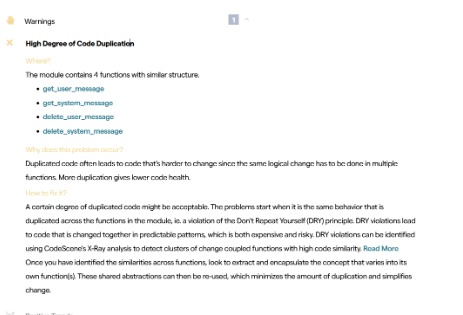 Warnings
1
High Degree of Code Duplication
Where?
The module contains 4 functions with similar structure.
• get_user_message
• get_system_message
• delete_user_message
• delete_system_message
Why does this problem occur?
Duplicated code often leads to code that's harder to change since the same logical change has to be done in multiple
functions. More duplication gives lower code health.
How to fix it?
A certain degree of duplicated code might be acceptable. The problems start when it is the same behavior that is
duplicated across the functions in the module, ie. a violation of the Don't Repeat Yourself (DRY) principle. DRY violations lead
to code that is changed together in predictable patterns, which is both expensive and risky. DRY violations can be identified
using CodeScene's X-Ray analysis to detect clusters of change coupled functions with high code similarity. Read More
Once you have identified the similarities across functions, look to extract and encapsulate the concept that varies into its
own function(s). These shared abstractions can then be re-used, which minimizes the amount of duplication and simplifies
change.